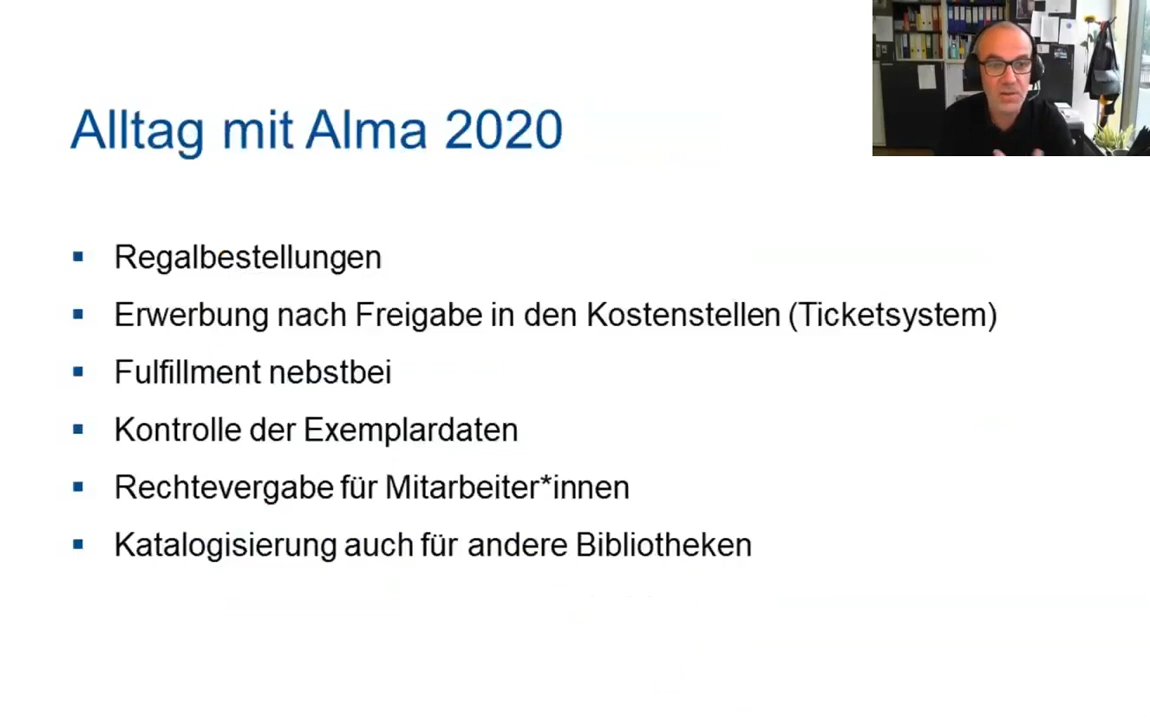 Alltag mit Alma 2020
Regalbestellungen
Erwerbung nach Freigabe in den Kostenstellen (Ticketsystem)
Fulfillment nebstbei
Kontrolle der Exemplardaten
Rechtevergabe für Mitarbeiter*innen
Katalogisierung auch für andere Bibliotheken